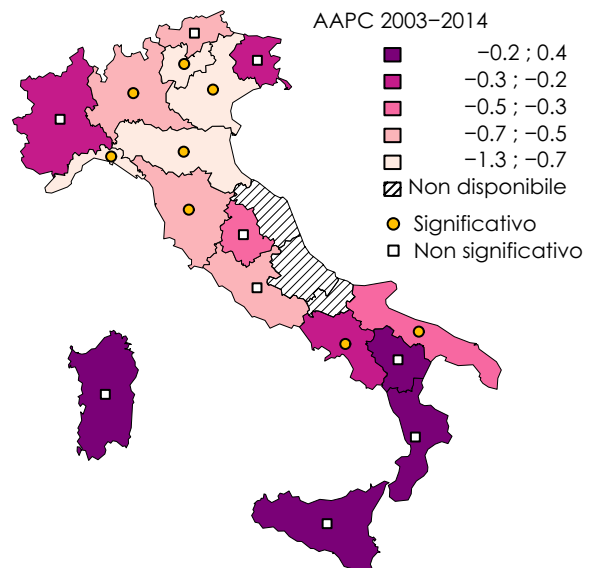 AAPC 2003−2014
−0.2 ; 0.4
−0.3 ; −0.2
−0.5 ; −0.3
−0.7 ; −0.5
−1.3 ; −0.7
Non disponibile
Significativo
Non significativo